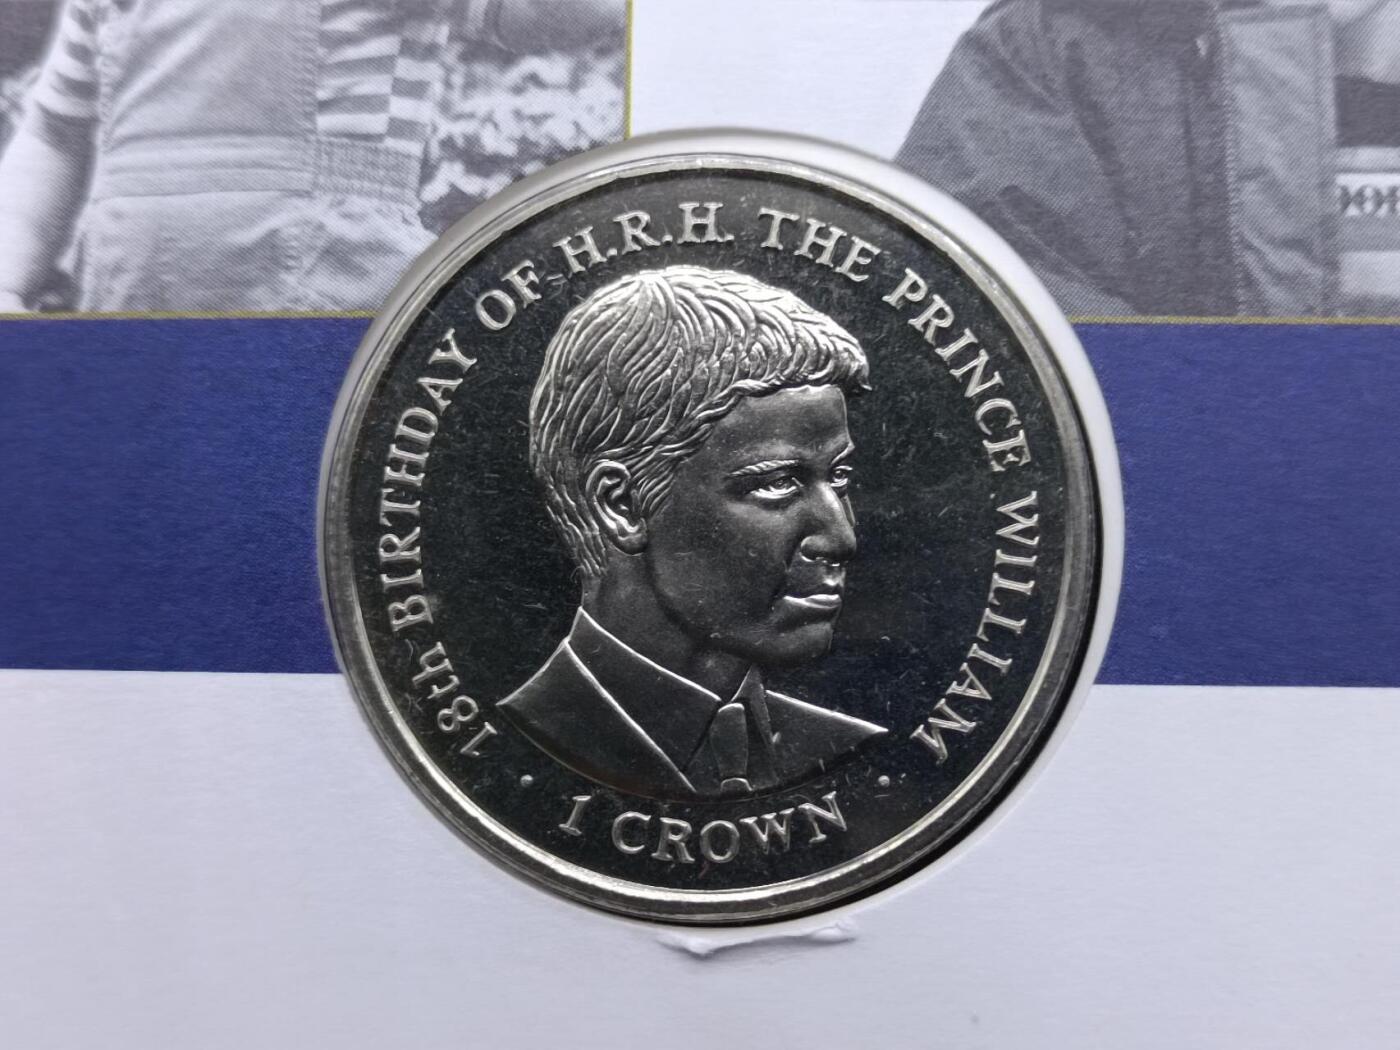 18th BIRTHDAY OF H.R.H. THE PRINCE WILLIAM
· 1 CROWN ·